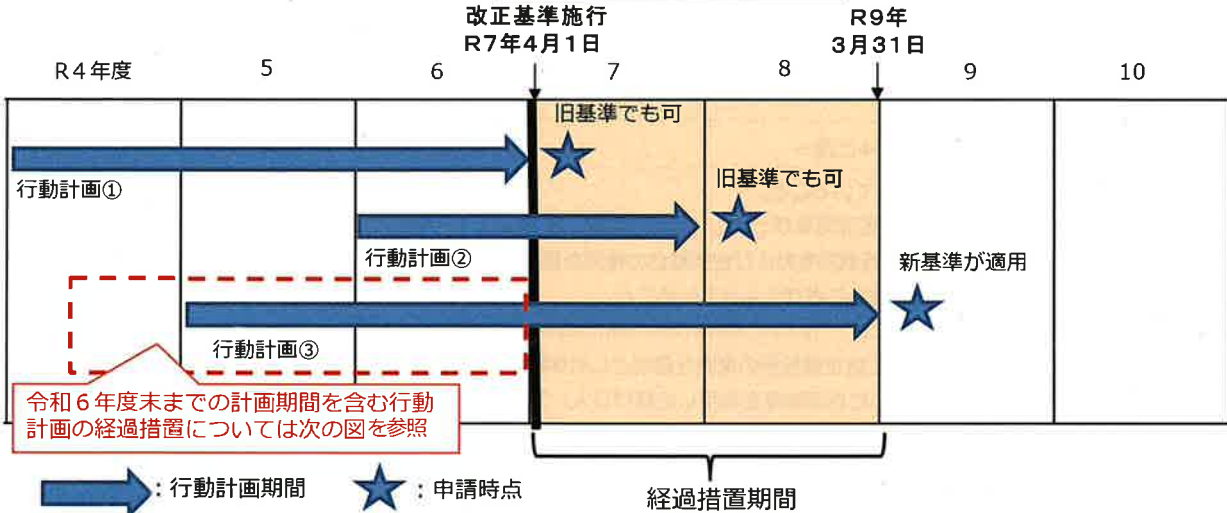 改正基準施行
R7年4月1日
R9年
3月31日
R4年度
5
6
7
8
9
10
旧基準でも可
行動計画①
旧基準でも可
行動計画②
新基準が適用
行動計画③
令和6年度末までの計画期間を含む行動
計画の経過措置については次の図を参照
：行動計画期間
：申請時点
経過措置期間